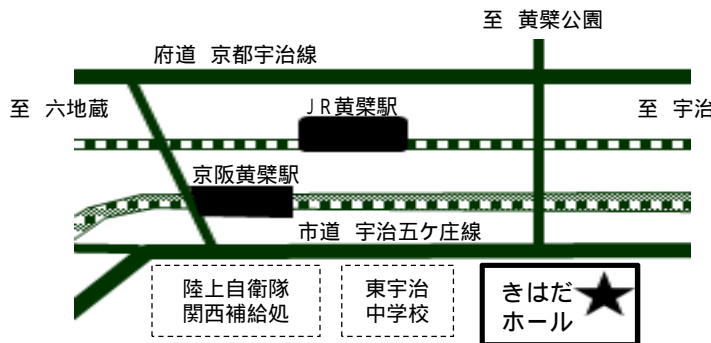 至 黄檗公園
府道 京都宇治線
至 六地蔵
JR黄檗駅
至 宇治
京阪黄檗駅
市道 宇治五ケ庄線
陸上自衛隊
関西補給処
東宇治
中学校
きはだ
ホール